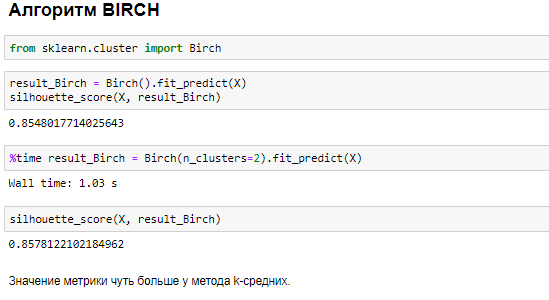 Алгоритм BIRCH
from sklearn.cluster import Birch
result_Birch = Birch().fit_predict(X)
silhouette_score(X, result_Birch)
0.8548017714025643
%time result_Birch = Birch(n_clusters=2).fit_predict(X)
Wall time: 1.03 s
silhouette_score(X, result_Birch)
0.8578122102184962
Значение метрики чуть больше у метода k-средних.